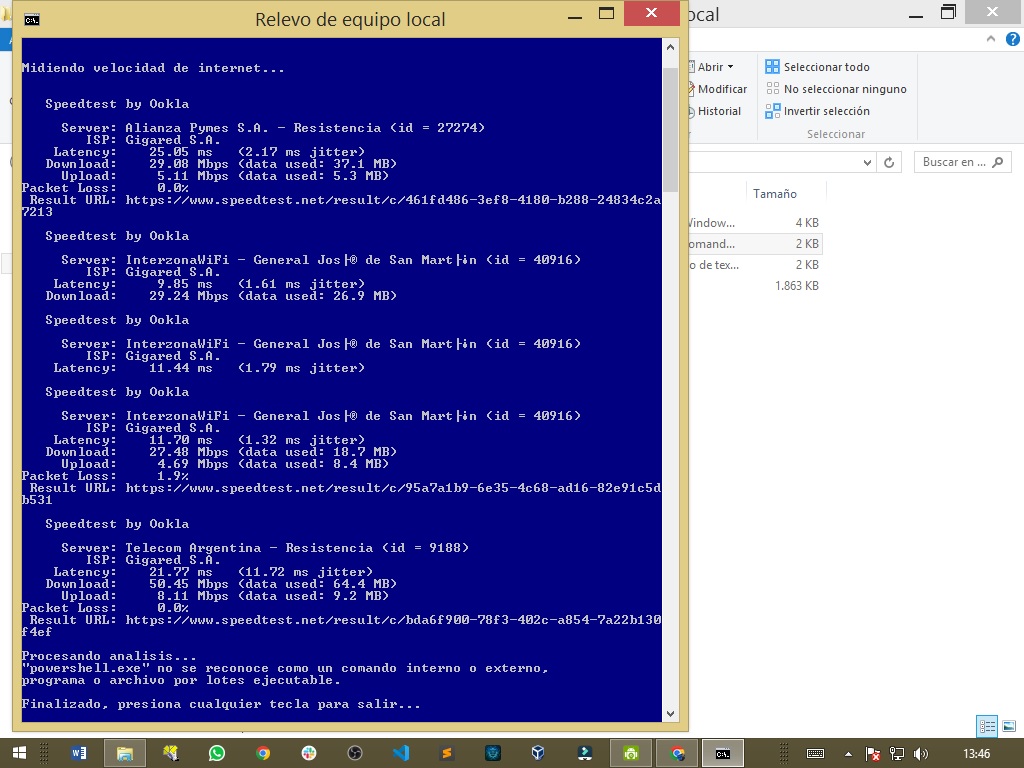 Relevo de equipo local
ocal
Midiendo velocidad de internet...
Speedtest by Ookla
Server: Alianza Pymes S.A. - Resistencia (id = 27274)
ISP: Gigared S.A.
Latency: 25.05 ms (2.17 ms jitter)
Download: 29.08 Mbps (data used: 37.1 MB)
Upload: 5.11 Mbps (data used: 5.3 MB)
Packet Loss: 0.0%
Result URL: https://www.speedtest.net/result/c/461fd486-3ef8-4180-b288-24834c2a
7213
Speedtest by Ookla
Server: InterzonaWiFi - General Jos├® de San Mart├¡n (id = 40916)
ISP: Gigared S.A.
Latency: 9.85 ms (1.61 ms jitter)
Download: 29.24 Mbps (data used: 26.9 MB)
Speedtest by Ookla
Server: InterzonaWiFi - General Jos├® de San Mart├¡n (id = 40916)
ISP: Gigared S.A.
Latency: 11.44 ms (1.79 ms jitter)
Speedtest by Ookla
Server: InterzonaWiFi - General Jos├® de San Mart├¡n (id = 40916)
ISP: Gigared S.A.
Latency: 11.70 ms (1.32 ms jitter)
Download: 27.48 Mbps (data used: 18.7 MB)
Upload: 4.69 Mbps (data used: 8.4 MB)
Packet Loss: 1.9%
Result URL: https://www.speedtest.net/result/c/95a7a1b9-6e35-4c68-ad16-82e91c5d
b531
Speedtest by Ookla
Server: Telecom Argentina - Resistencia (id = 9188)
ISP: Gigared S.A.
Latency: 21.77 ms (11.72 ms jitter)
Download: 50.45 Mbps (data used: 64.4 MB)
Upload: 8.11 Mbps (data used: 9.2 MB)
Packet Loss: 0.0%
Result URL: https://www.speedtest.net/result/c/bda6f900-78f3-402c-a854-7a22b130
f4ef
Procesando analisis...
"powershell.exe" no se reconoce como un comando interno o externo,
programa o archivo por lotes ejecutable.
Finalizado, presiona cualquier tecla para salir...
Abrir
Modificar
Historial
Seleccionar todo
No seleccionar ninguno
Invertir selección
Seleccionar
Buscar en ...
Tamaño
Window... 4 KB
omand... 2 KB
o de tex... 2 KB
1.863 KB
13:46